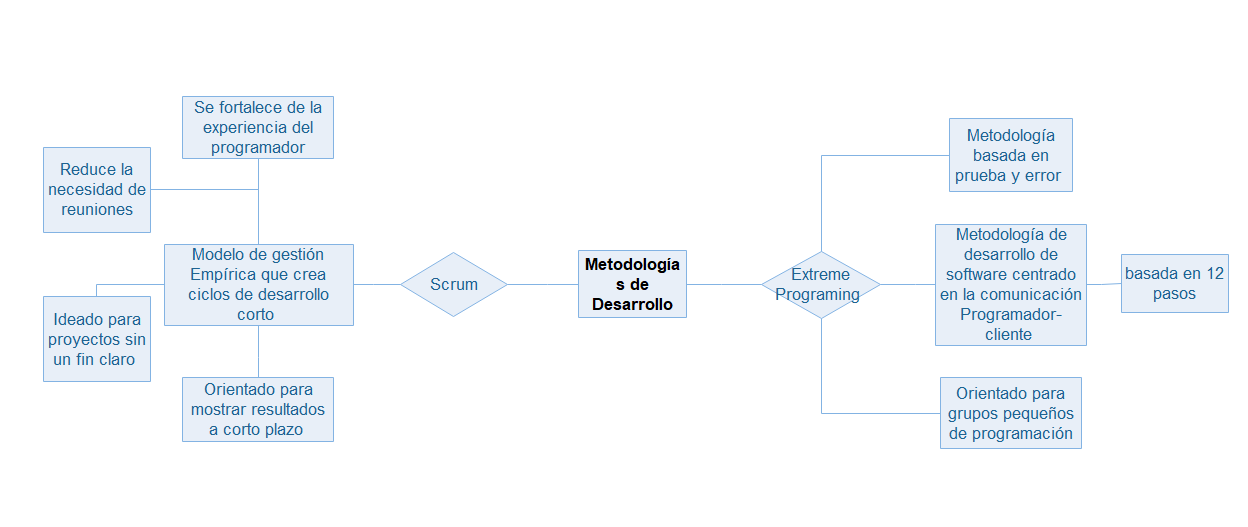 Se fortalece de la
experiencia del
programador
Reduce la
necesidad de
reuniones
Modelo de gestión
Empírica que crea
ciclos de desarrollo
corto
Ideado para
proyectos sin
un fin claro
Orientado para
mostrar resultados
a corto plazo
Scrum
Metodología
s de
Desarrollo
Extreme
Programing
Metodología
basada en
prueba y error
Metodología de
desarrollo de
software centrado
en la comunicación
Programador-
cliente
basada en 12
pasos
Orientado para
grupos pequeños
de programación